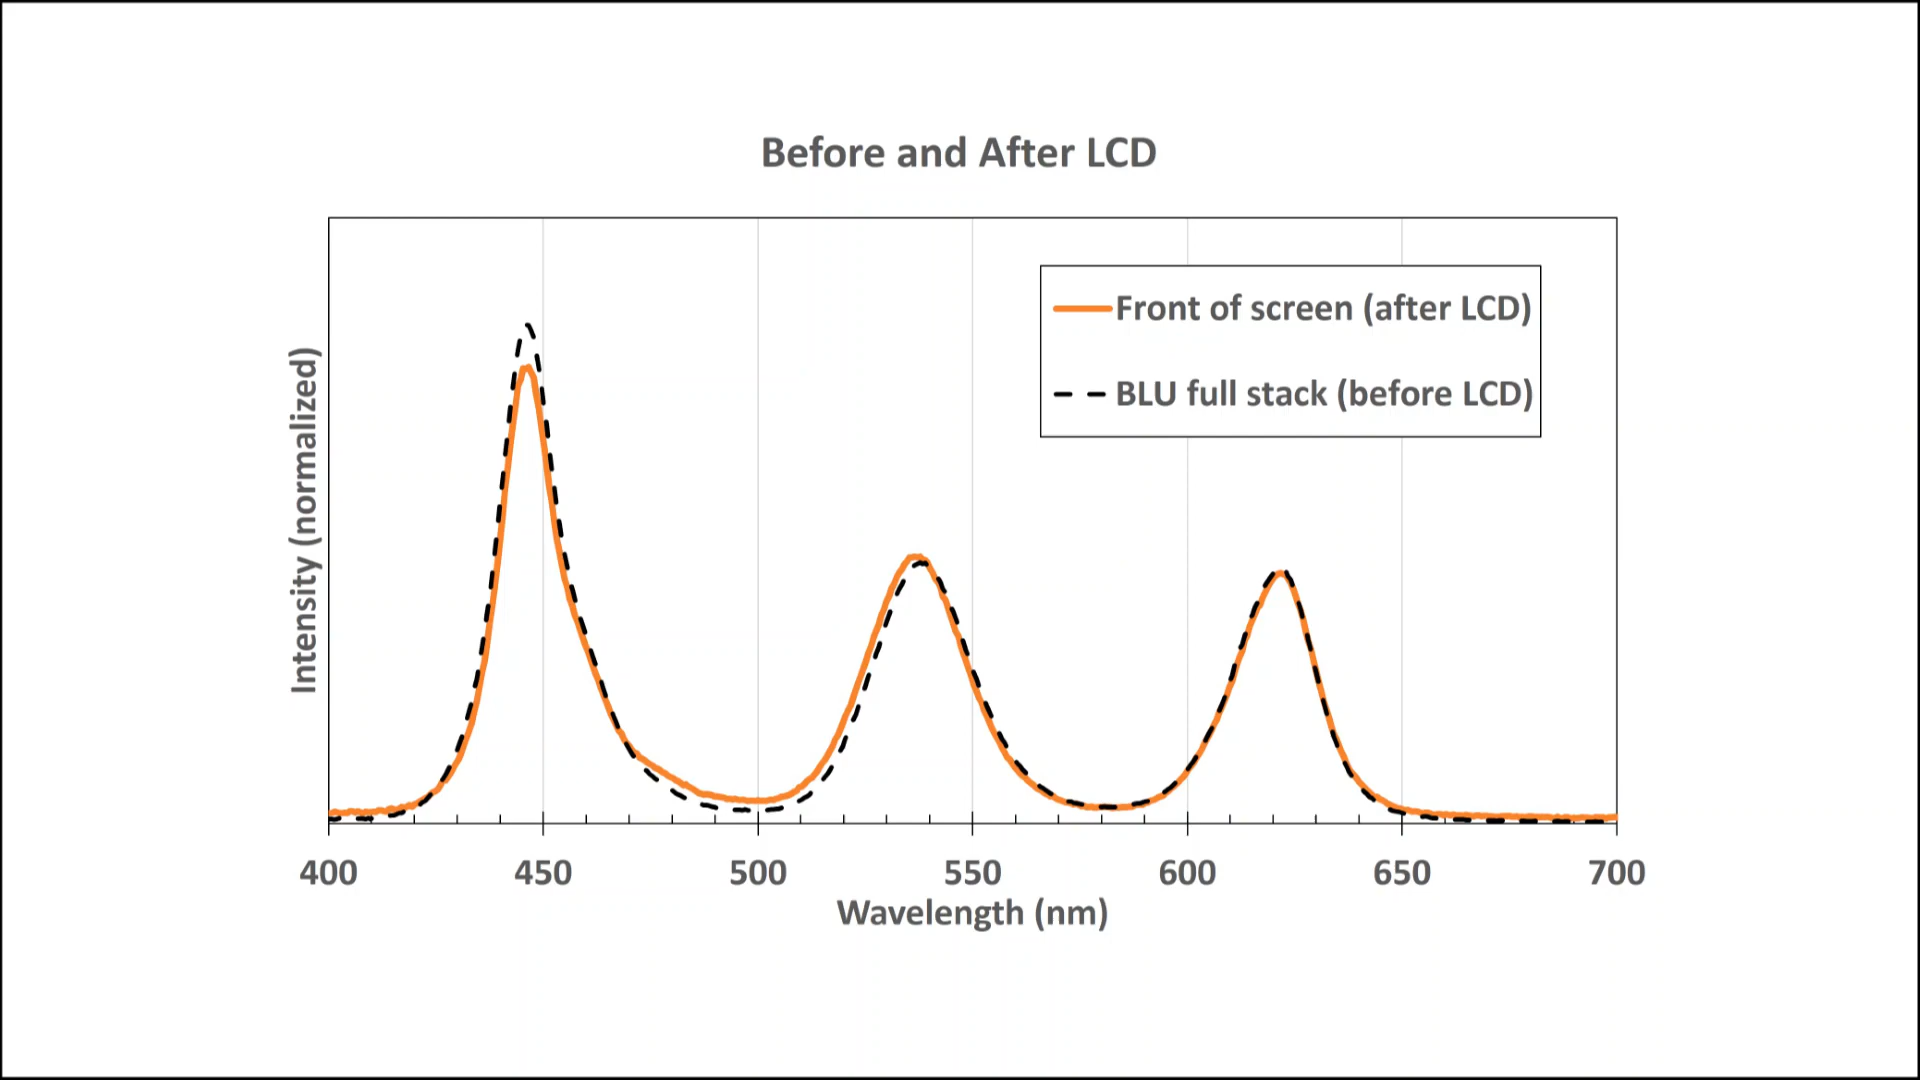 Before and After LCD
Front of screen (after LCD)
BLU full stack (before LCD)
Intensity (normalized)
400 450 500 550 600 650 700
Wavelength (nm)